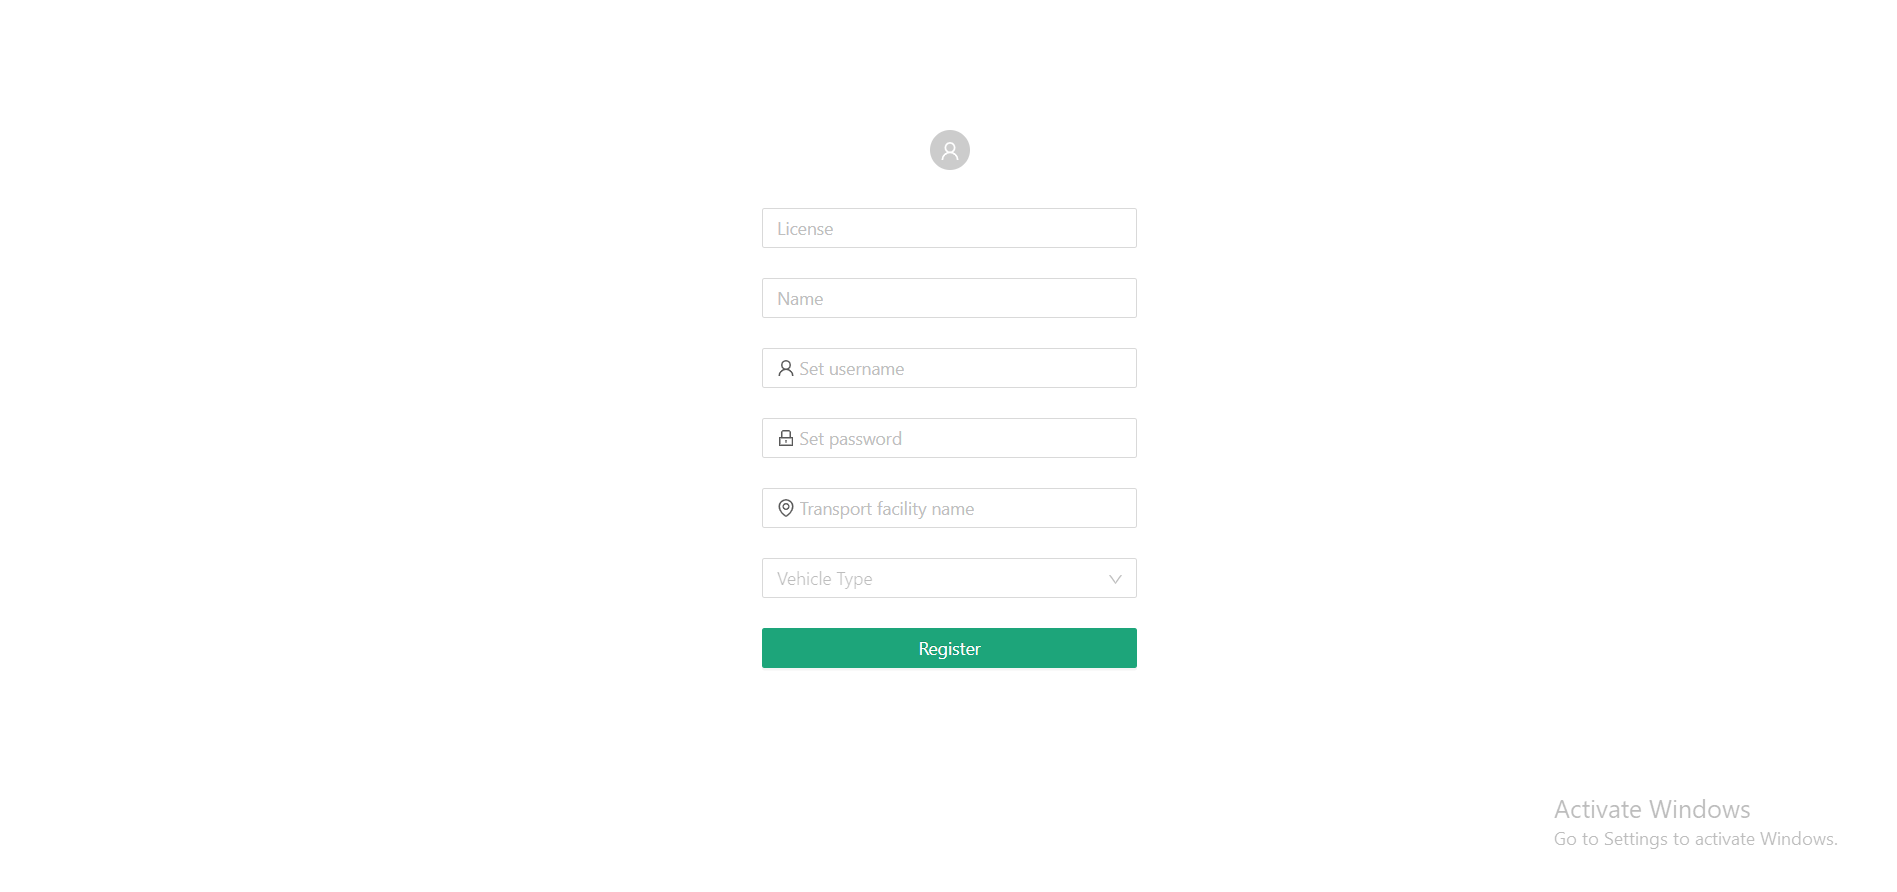 License
Name
Set username
Set password
Transport facility name
Vehicle Type
Register
Activate Windows
Go to Settings to activate Windows.